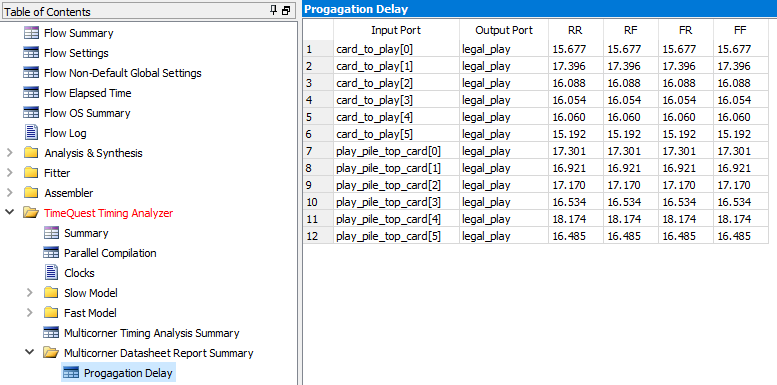 Table of Contents
Flow Summary
Flow Settings
Flow Non-Default Global Settings
Flow Elapsed Time
Flow OS Summary
Flow Log
Analysis & Synthesis
Fitter
Assembler
TimeQuest Timing Analyzer
Summary
Parallel Compilation
Clocks
Slow Model
Fast Model
Multicorner Timing Analysis Summary
Multicorner Datasheet Report Summary
Progagation Delay
Progagation Delay
Input Port Output Port RR RF FR FF
1 card_to_play[0] legal_play 15.677 15.677 15.677 15.677
2 card_to_play[1] legal_play 17.396 17.396 17.396 17.396
3 card_to_play[2] legal_play 16.088 16.088 16.088 16.088
4 card_to_play[3] legal_play 16.054 16.054 16.054 16.054
5 card_to_play[4] legal_play 16.060 16.060 16.060 16.060
6 card_to_play[5] legal_play 15.192 15.192 15.192 15.192
7 play_pile_top_card[0] legal_play 17.301 17.301 17.301 17.301
8 play_pile_top_card[1] legal_play 16.921 16.921 16.921 16.921
9 play_pile_top_card[2] legal_play 17.170 17.170 17.170 17.170
10 play_pile_top_card[3] legal_play 16.534 16.534 16.534 16.534
11 play_pile_top_card[4] legal_play 18.174 18.174 18.174 18.174
12 play_pile_top_card[5] legal_play 16.485 16.485 16.485 16.485